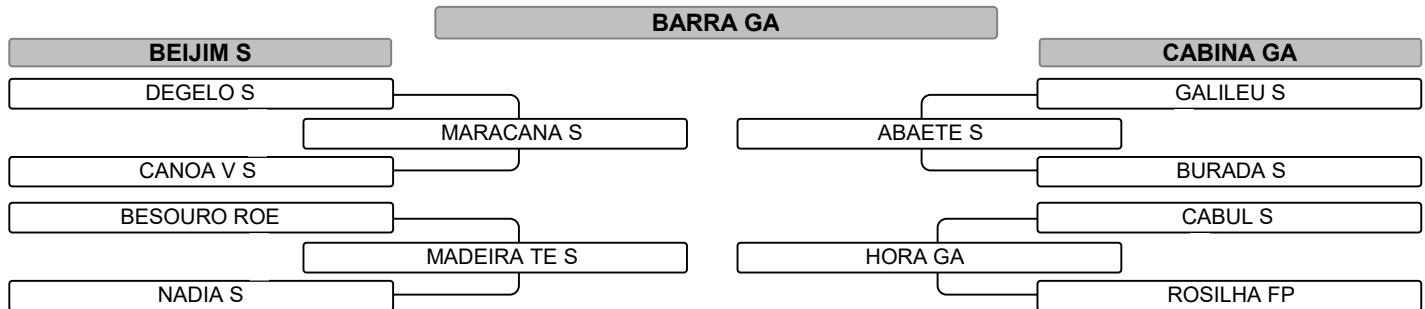 BARRA GA
BEIJIM S
CABINA GA
DEGELO S
GALILEU S
MARACANA S
ABAETE S
CANOA V S
BURADA S
BESOURO ROE
CABUL S
MADEIRA TE S
HORA GA
NADIA S
ROSILHA FP